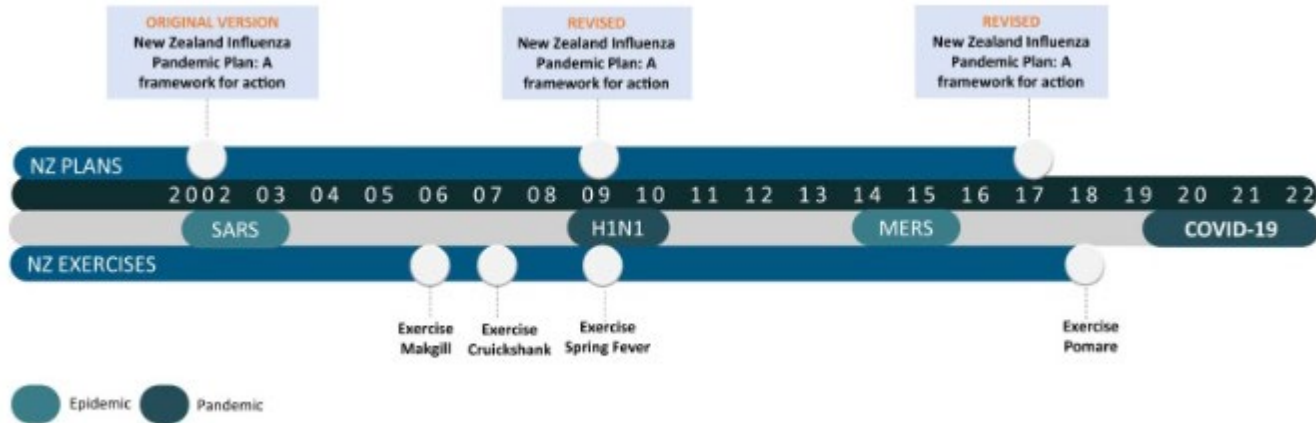 ORIGINAL VERSION
New Zealand Influenza
Pandemic Plan: A
framework for action
REVISED
New Zealand Influenza
Pandemic Plan: A
framework for action
REVISED
New Zealand Influenza
Pandemic Plan: A
framework for action
NZ PLANS
2002 03 04 05 06 07 08 09 10 11 12 13 14 15 16 17 18 19 20 21 22
SARS H1N1 MERS COVID-19
NZ EXERCISES
Exercise
Makgill
Exercise
Cruickshank
Exercise
Spring Fever
Exercise
Pomare
Epidemic Pandemic